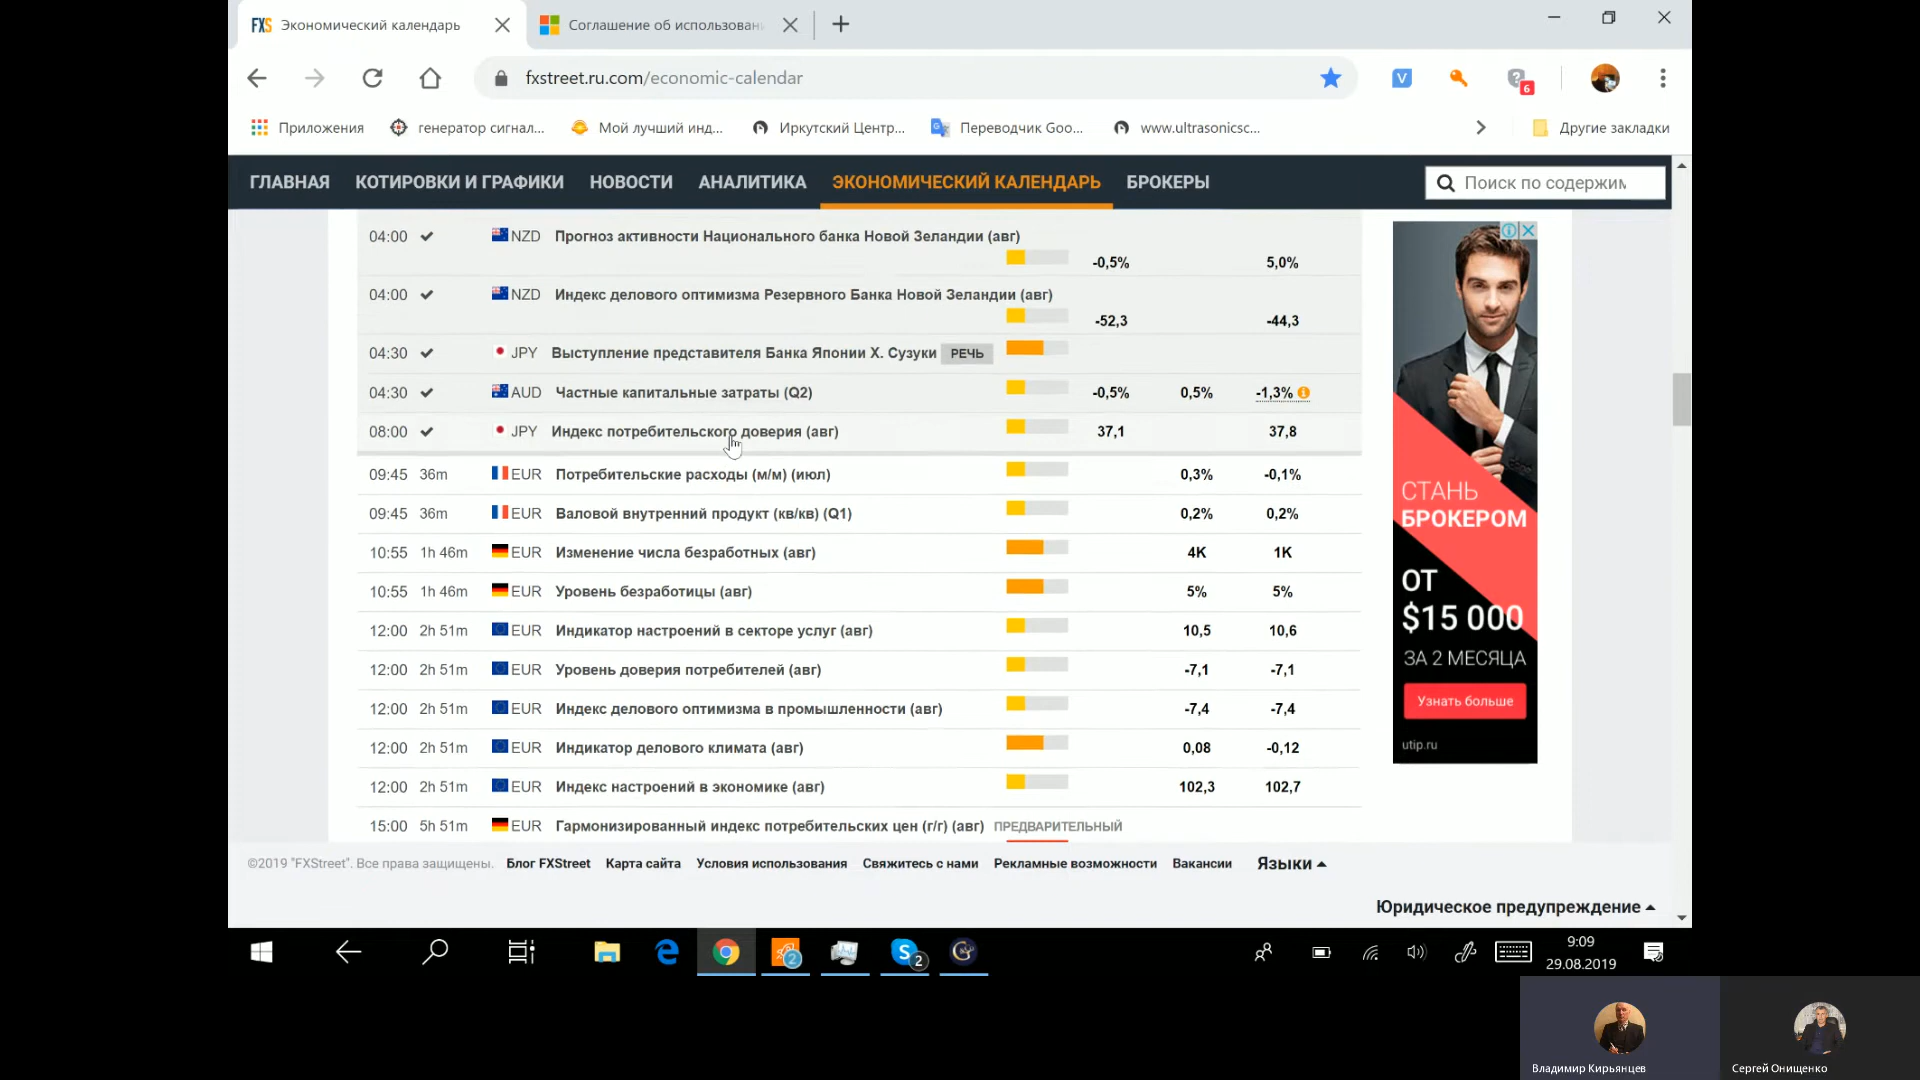 FXS Экономический календарь
Соглашение об использован
fxstreet.ru.com/economic-calendar
V
6
Приложения
генератор сигнал...
Мой лучший инд...
Иркутский Центр...
Переводчик Goo...
www.ultrasonicsc...
Другие закладки
ГЛАВНАЯ КОТИРОВКИ И ГРАФИКИ НОВОСТИ АНАЛИТИКА ЭКОНОМИЧЕСКИЙ КАЛЕНДАРЬ БРОКЕРЫ
Поиск по содержим
04:00 NZD Прогноз активности Национального банка Новой Зеландии (авг)
-0,5% 5,0%
04:00 NZD Индекс делового оптимизма Резервного Банка Новой Зеландии (авг)
-52,3 -44,3
04:30 JPY Выступление представителя Банка Японии Х. Сузуки РЕЧЬ
04:30 AUD Частные капитальные затраты (Q2) -0,5% 0,5% -1,3%
08:00 JPY Индекс потребительского доверия (авг) 37,1 37,8
09:45 36m EUR Потребительские расходы (м/м) (июл) 0,3% -0,1%
09:45 36m EUR Валовой внутренний продукт (кв/кв) (Q1) 0,2% 0,2%
10:55 1h 46m EUR Изменение числа безработных (авг) 4K 1K
10:55 1h 46m EUR Уровень безработицы (авг) 5% 5%
12:00 2h 51m EUR Индикатор настроений в секторе услуг (авг) 10,5 10,6
12:00 2h 51m EUR Уровень доверия потребителей (авг) -7,1 -7,1
12:00 2h 51m EUR Индекс делового оптимизма в промышленности (авг) -7,4 -7,4
12:00 2h 51m EUR Индикатор делового климата (авг) 0,08 -0,12
12:00 2h 51m EUR Индекс настроений в экономике (авг) 102,3 102,7
15:00 5h 51m EUR Гармонизированный индекс потребительских цен (г/г) (авг) ПРЕДВАРИТЕЛЬНЫЙ
СТАНЬ
БРОКЕРОМ
ОТ
$15 000
ЗА 2 МЕСЯЦА
Узнать больше
utip.ru
©2019 "FXStreet". Все права защищены. Блог FXStreet Карта сайта Условия использования Свяжитесь с нами Рекламные возможности Вакансии Языки
Юридическое предупреждение
2
2
9:09
29.08.2019
Владимир Кирьянцев
Сергей Онищенко